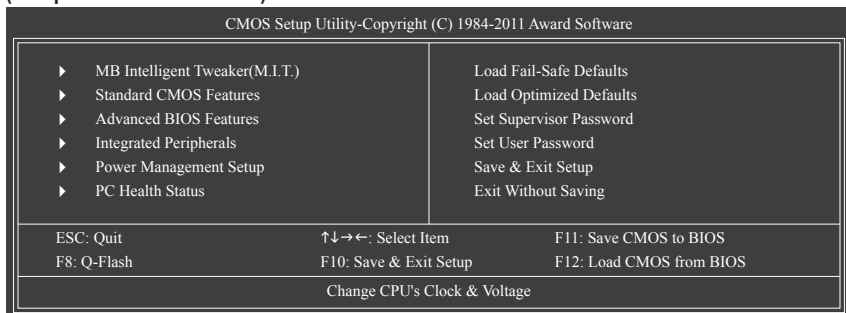 CMOS Setup Utility-Copyright (C) 1984-2011 Award Software
MB Intelligent Tweaker(M.I.T.)
Standard CMOS Features
Advanced BIOS Features
Integrated Peripherals
Power Management Setup
PC Health Status
Load Fail-Safe Defaults
Load Optimized Defaults
Set Supervisor Password
Set User Password
Save & Exit Setup
Exit Without Saving
ESC: Quit
↑↓→←: Select Item
F11: Save CMOS to BIOS
F8: Q-Flash
F10: Save & Exit Setup
F12: Load CMOS from BIOS
Change CPU's Clock & Voltage